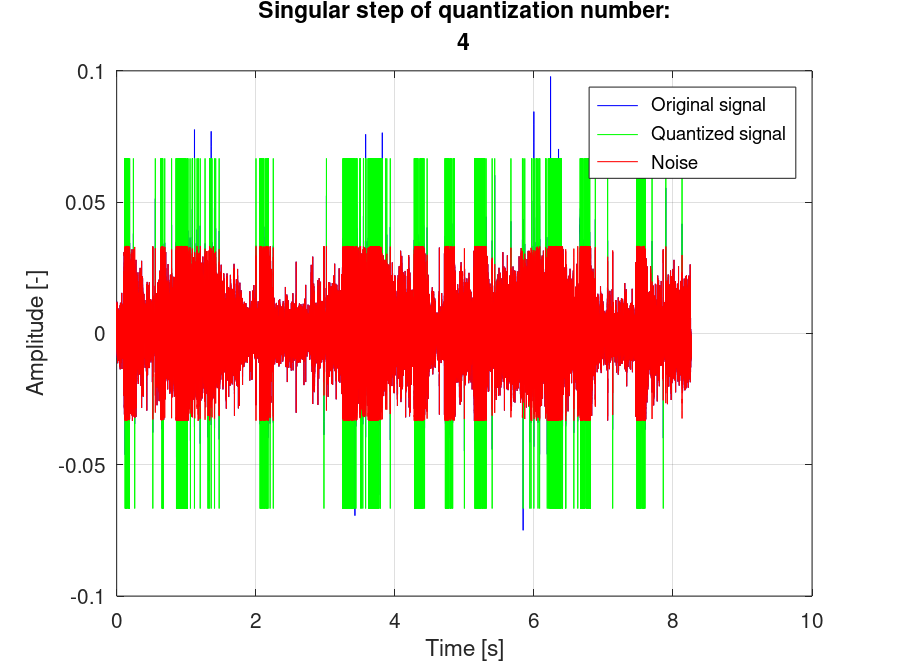 Singular step of quantization number:
4
Original signal
Quantized signal
Noise
0.1
0.05
0
-0.05
-0.1
Amplitude [-]
0
2
4
6
8
10
Time [s]